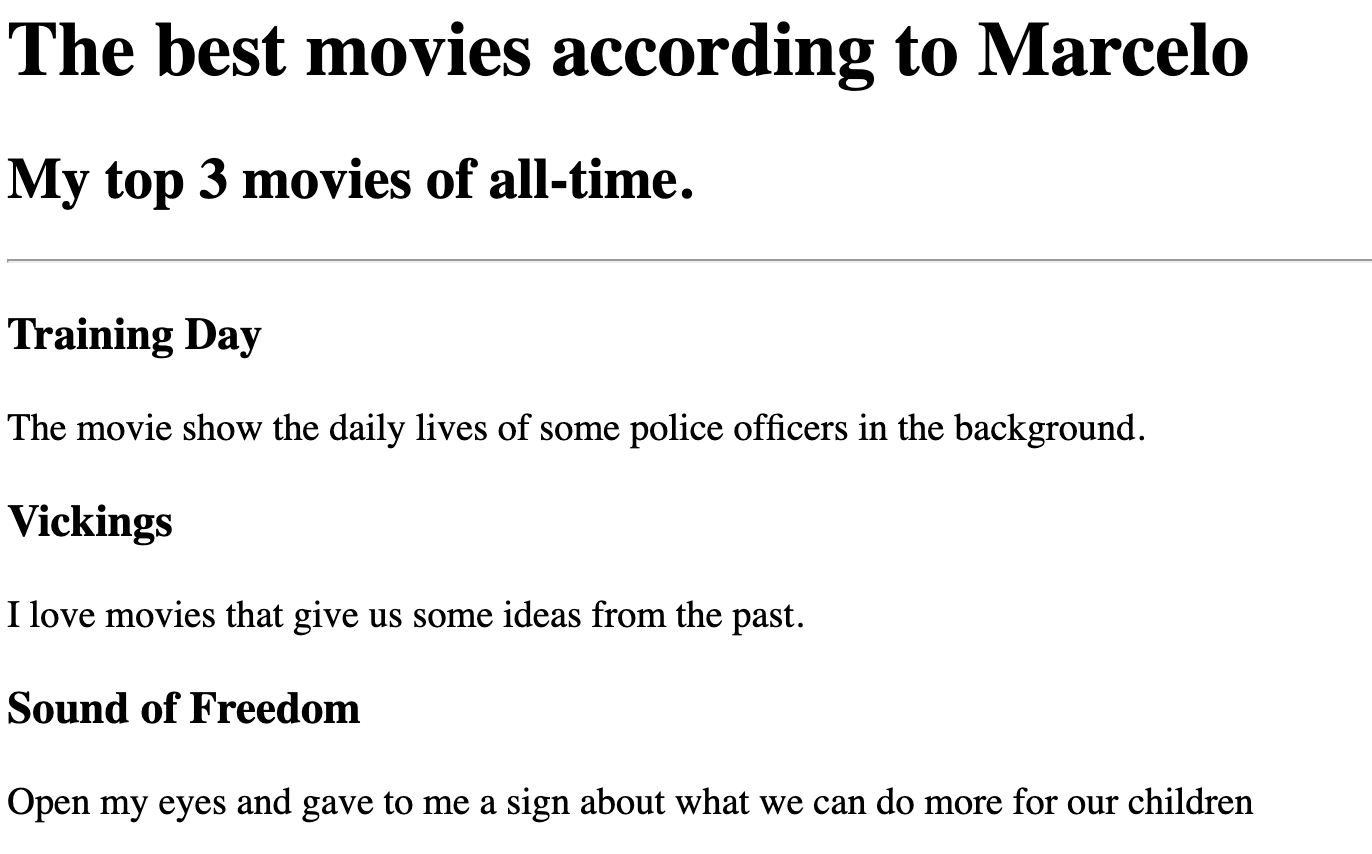 The best movies according to Marcelo
My top 3 movies of all-time.
Training Day
The movie show the daily lives of some police officers in the background.
Vickings
I love movies that give us some ideas from the past.
Sound of Freedom
Open my eyes and gave to me a sign about what we can do more for our children